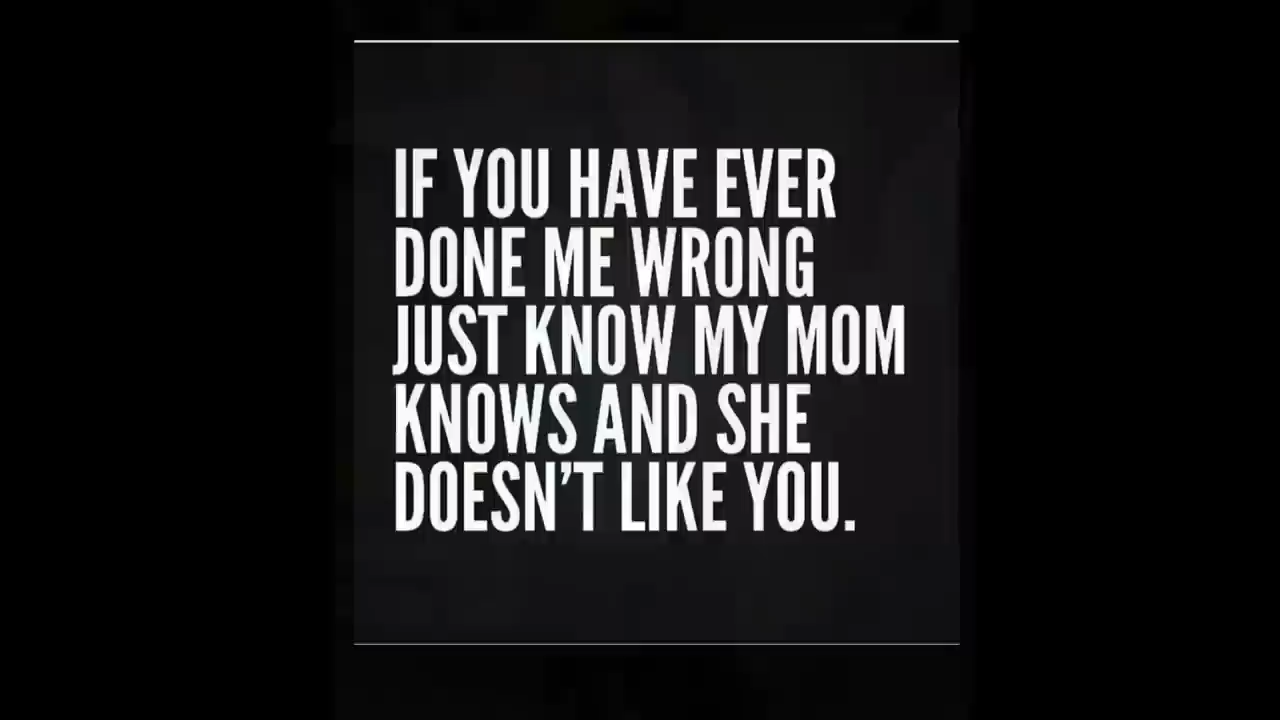 IF YOU HAVE EVER
DONE ME WRONG
JUST KNOW MY MOM
KNOWS AND SHE
DOESN'T LIKE YOU.